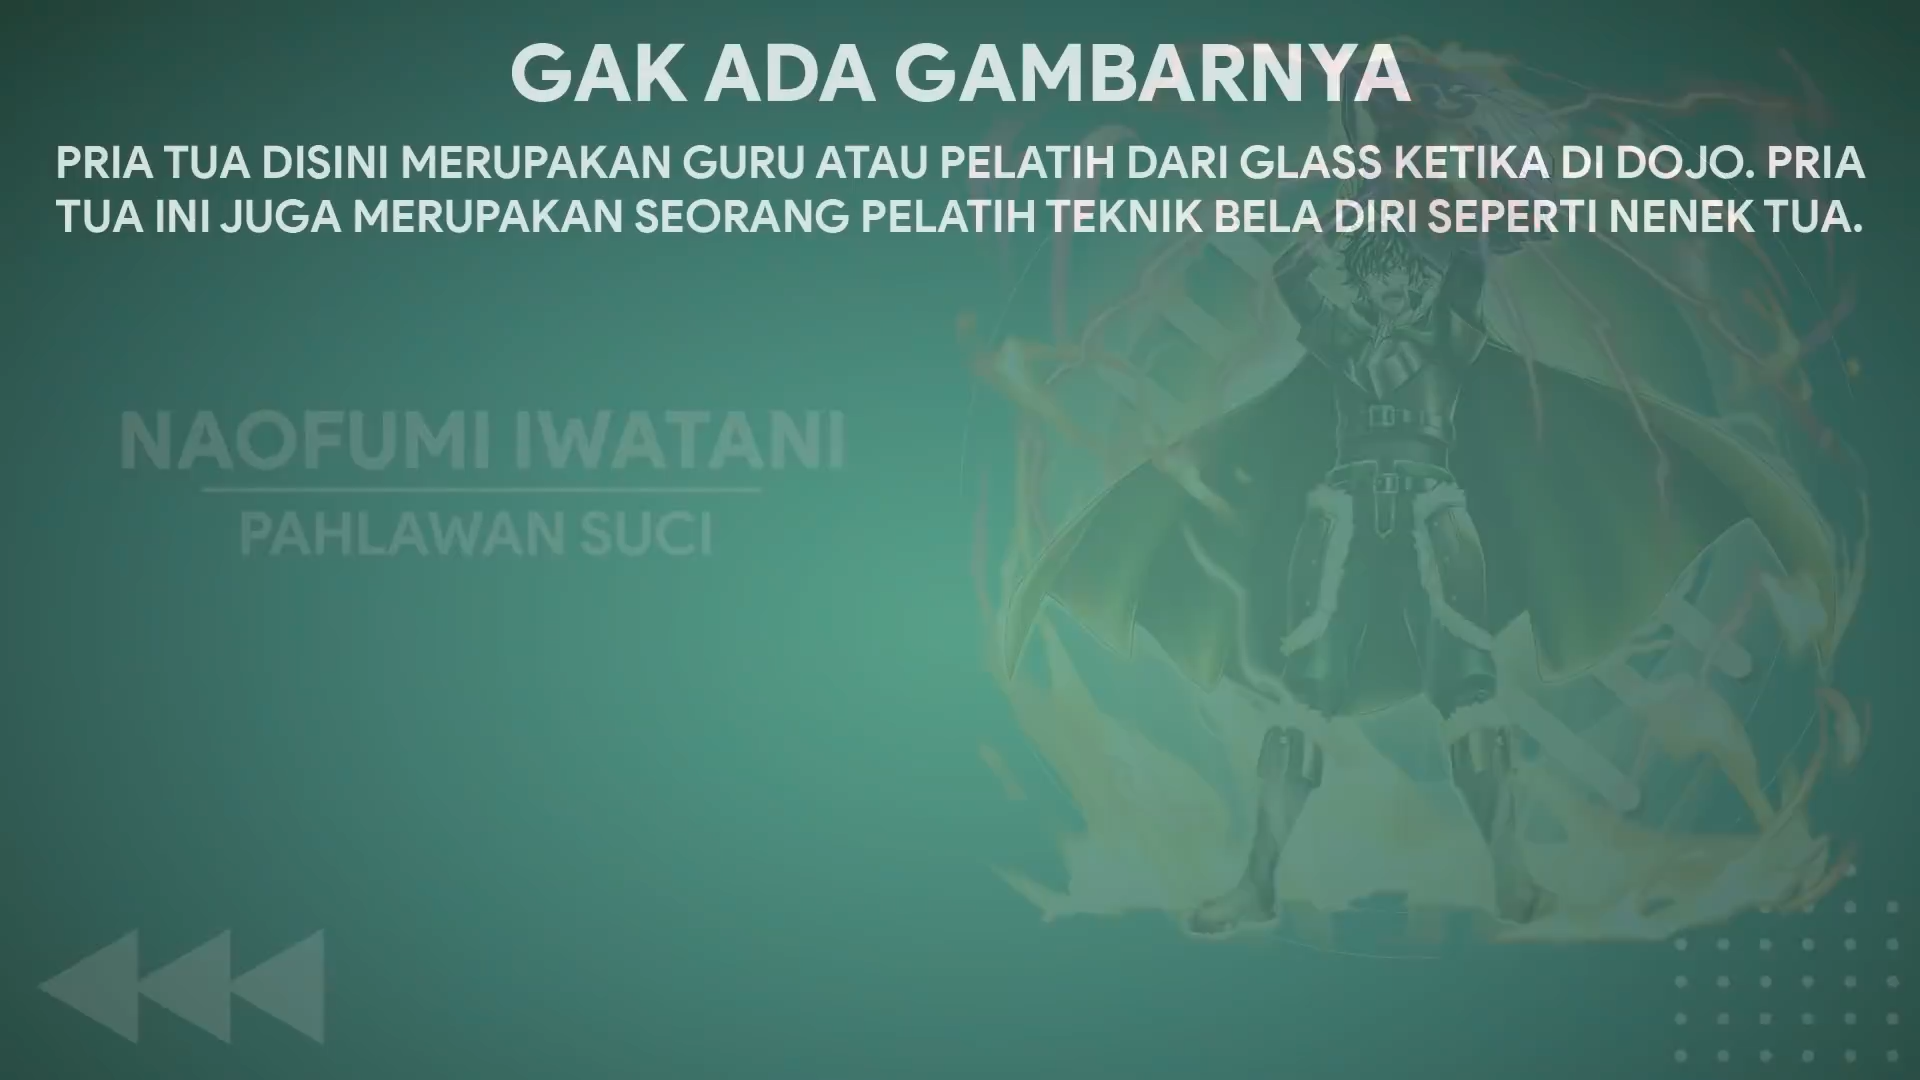 GAK ADA GAMBARNYA
PRIA TUA DISINI MERUPAKAN GURU ATAU PELATIH DARI GLASS KETIKA DI DOJO. PRIA
TUA INI JUGA MERUPAKAN SEORANG PELATIH TEKNIK BELA DIRI SEPERTI NENEK TUA.
NAOFUMI IWATANI
PAHLAWAN SUCI